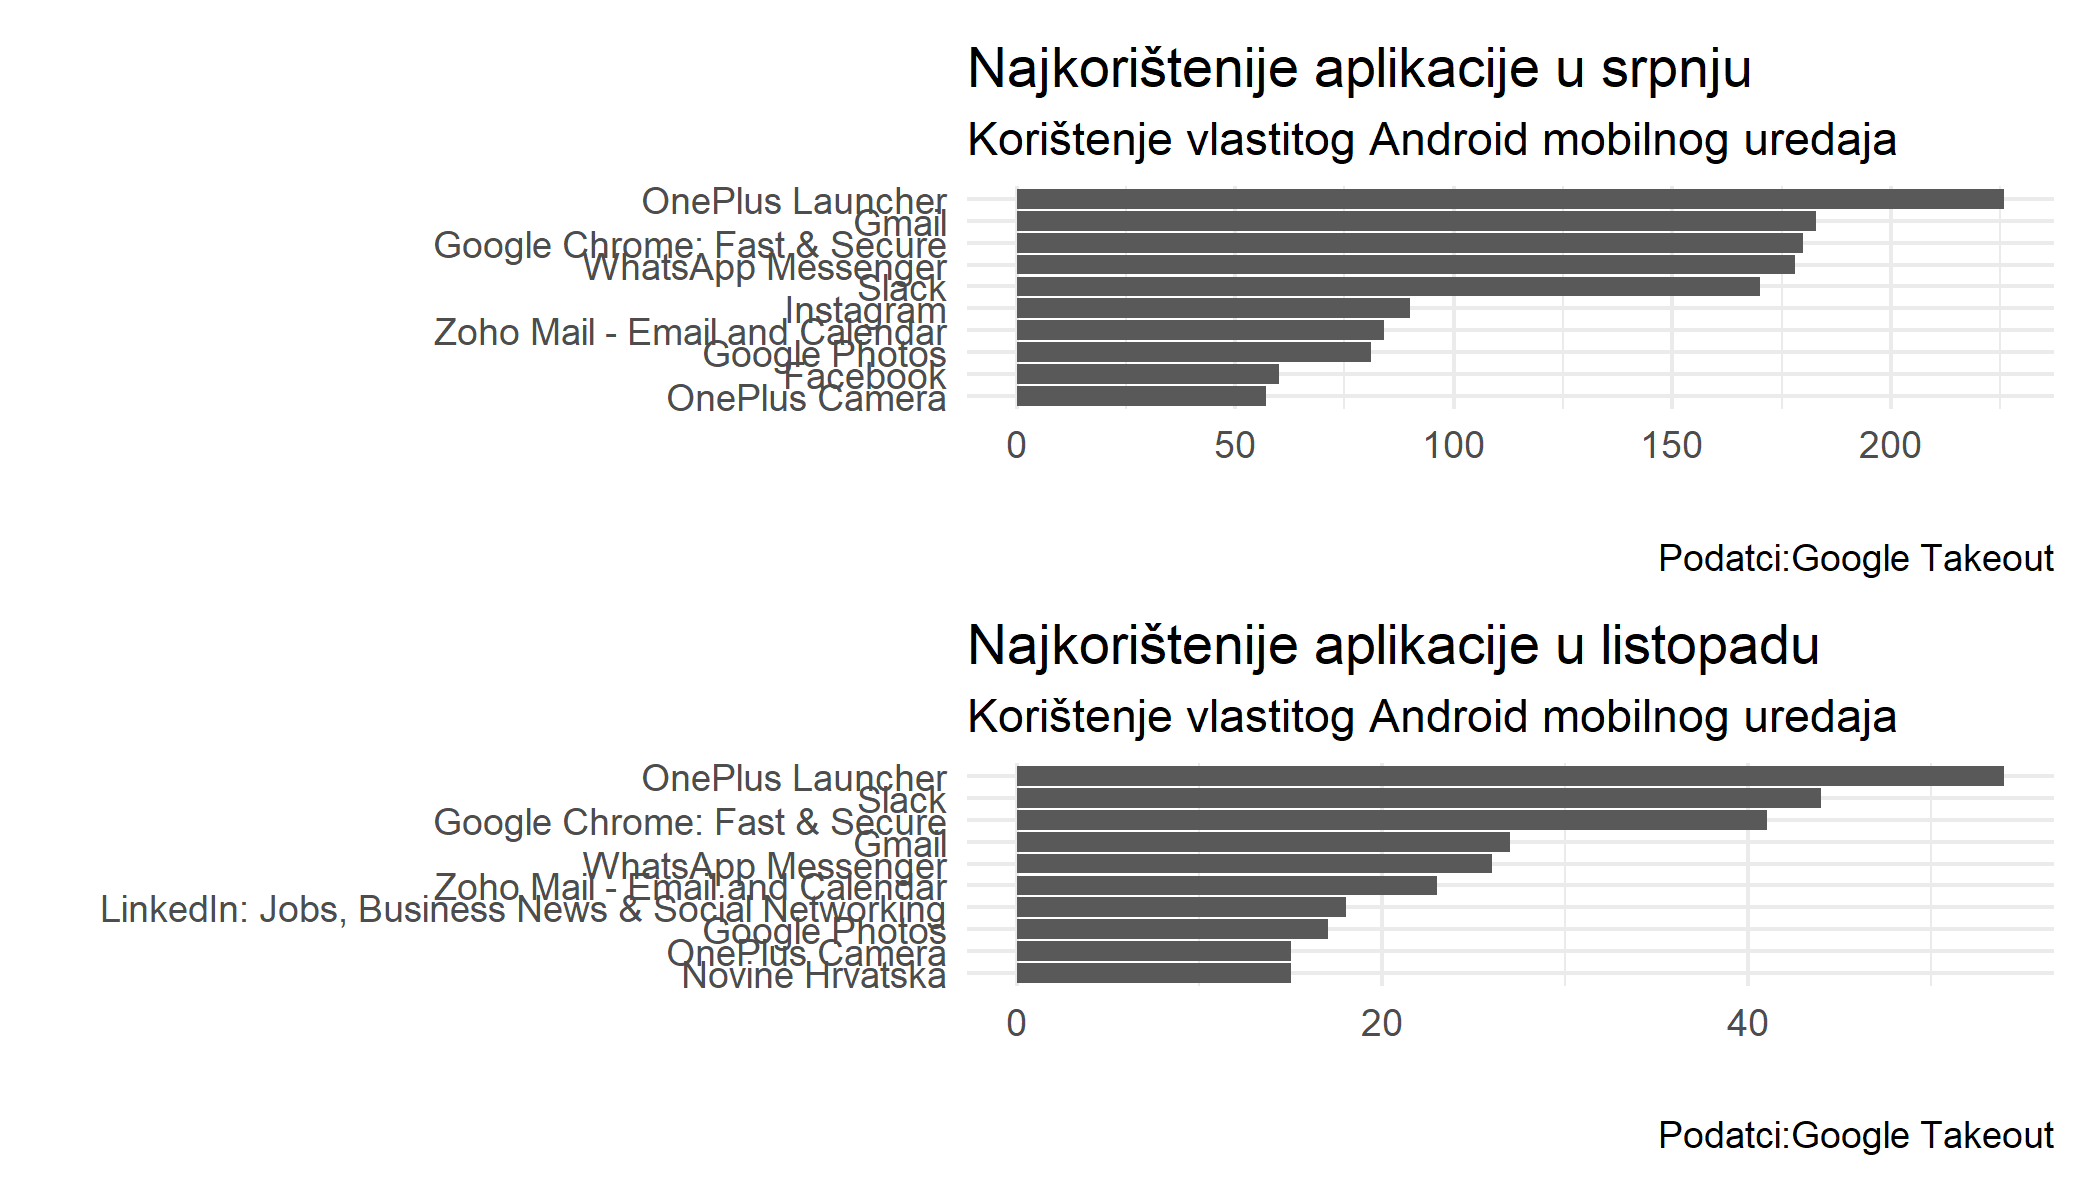 Najkorištenije aplikacije u srpnju
Korištenje vlastitog Android mobilnog uredaja
OnePlus Launcher
Gmail
Google Chrome: Fast & Secure
WhatsApp Messenger
Slack
Instagram
Zoho Mail - Email and Calendar
Google Photos
Facebook
OnePlus Camera
0 50 100 150 200
Podatci:Google Takeout
Najkorištenije aplikacije u listopadu
Korištenje vlastitog Android mobilnog uredaja
OnePlus Launcher
Slack
Google Chrome: Fast & Secure
Gmail
WhatsApp Messenger
Zoho Mail - Email and Calendar
LinkedIn: Jobs, Business News & Social Networking
Google Photos
OnePlus Camera
Novine Hrvatska
0 20 40
Podatci:Google Takeout